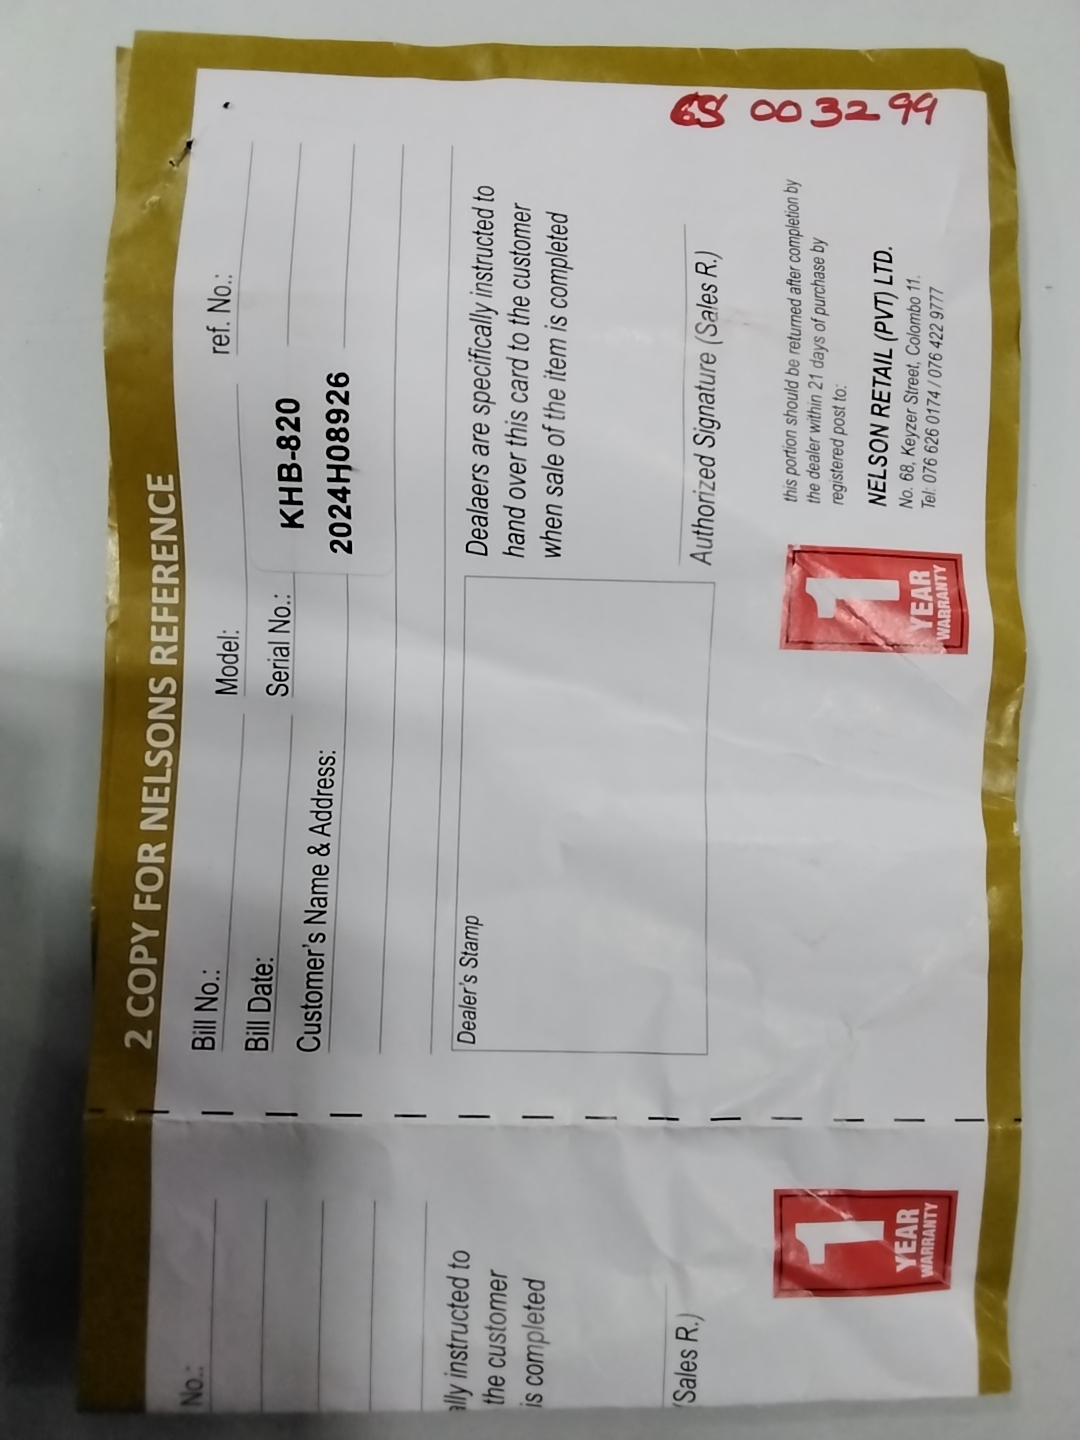 2 COPY FOR NELSONS REFERENCE
Bill No.: Model: ref. No.:
Bill Date: Serial No.: KHB-820
Customer's Name & Address: 2024H08926
Dealer's Stamp
Dealaers are specifically instructed to
hand over this card to the customer
when sale of the item is completed
Authorized Signature (Sales R.)
003299
this portion should be returned after completion by
the dealer within 21 days of purchase by
registered post to:
NELSON RETAIL (PVT) LTD.
No. 68, Keyzer Street, Colombo 11.
Tel: 076 626 0174 / 076 422 9777
1
YEAR
WARRANTY
No.:
ally instructed to
the customer
is completed
(Sales R.)
1
YEAR
WARRANTY